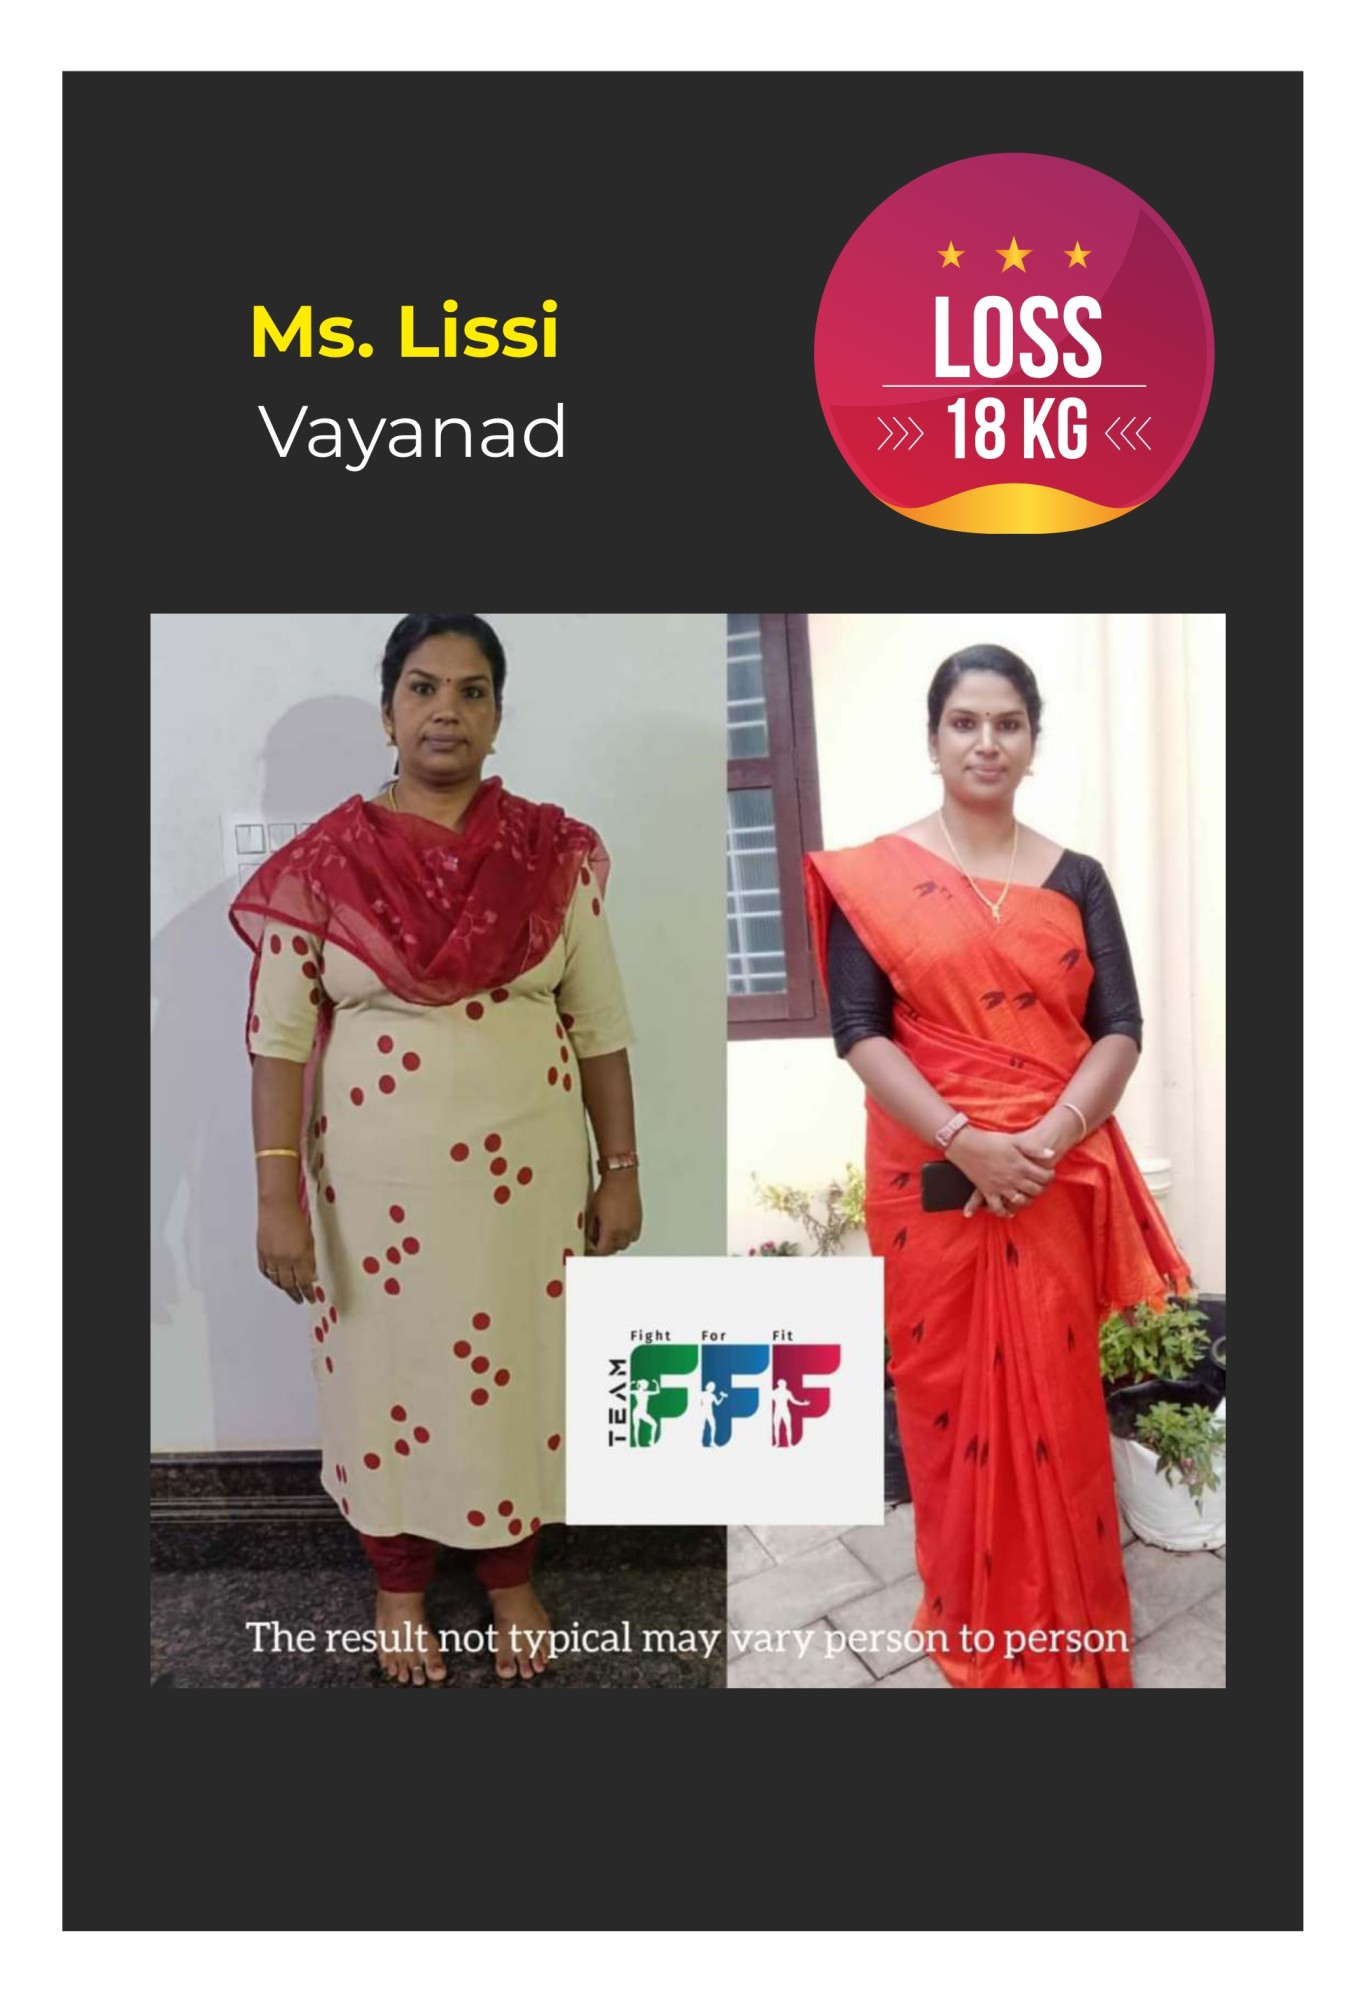 Ms. Lissi
Vayanad
LOSS
18 KG
Fight For Fit
TEAM
FFF
The result not typical may vary person to person